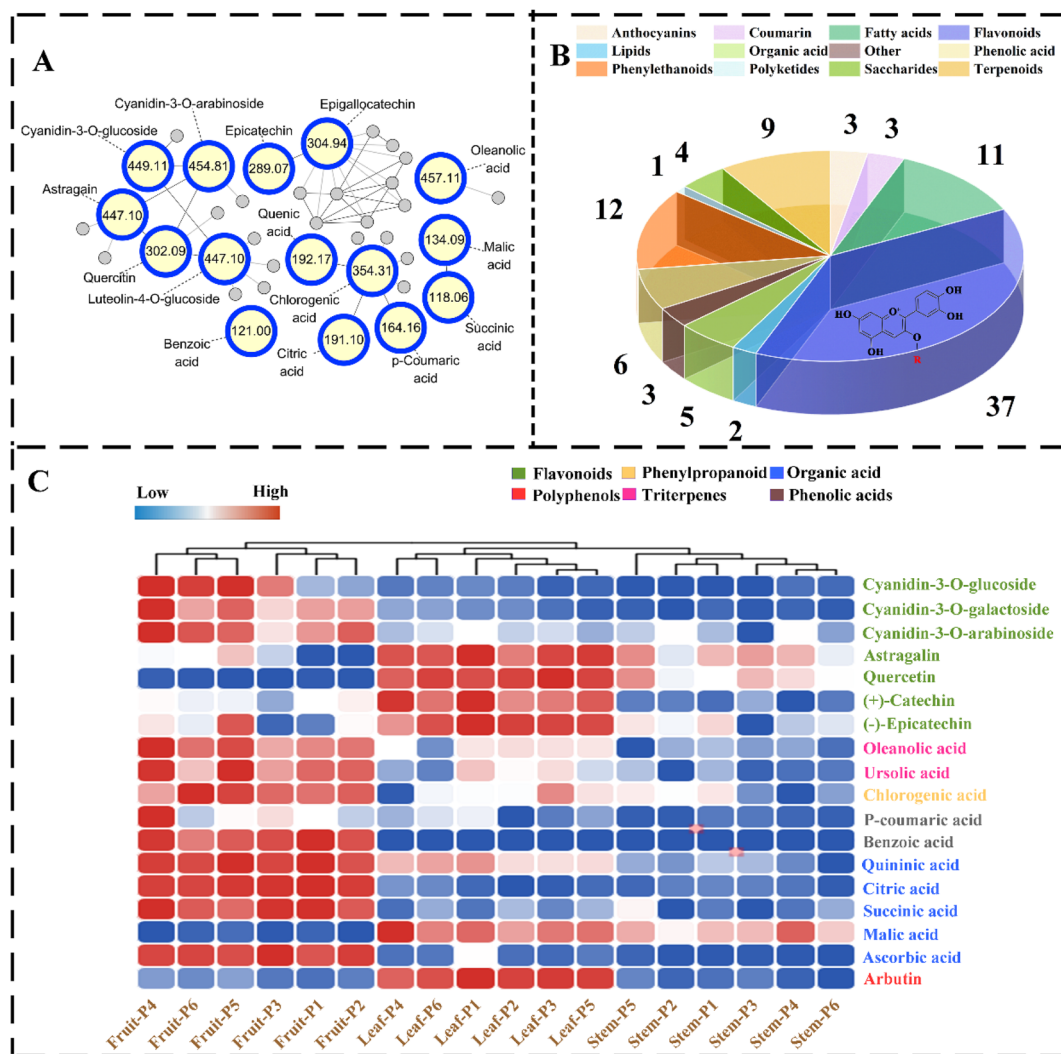 A
Cyanidin-3-O-arabinoside
Epigallocatechin
Cyanidin-3-O-glucoside
Epicatechin
Oleanolic
acid
449.11
454.81
289.07
304.94
457.11
Astragain
447.10
Quenic
acid
302.09
447.10
192.17
354.31
134.09
Malic
acid
Quercitin
Luteolin-4-O-glucoside
Chlorogenic
acid
118.06
Succinic
acid
121.00
Benzoic
acid
191.10
Citric
acid
164.16
p-Coumaric
acid
B
Anthocyanins
Coumarin
Fatty acids
Flavonoids
Lipids
Organic acid
Other
Phenolic acid
Phenylethanoids
Polyketides
Saccharides
Terpenoids
9
3
3
11
4
1
12
6
3
5
2
37
HO
O+
OH
OH
OH
O
R
C
Low
High
Flavonoids
Phenylpropanoid
Organic acid
Polyphenols
Triterpenes
Phenolic acids
Cyanidin-3-O-glucoside
Cyanidin-3-O-galactoside
Cyanidin-3-O-arabinoside
Astragalin
Quercetin
(+)-Catechin
(-)-Epicatechin
Oleanolic acid
Ursolic acid
Chlorogenic acid
P-coumaric acid
Benzoic acid
Quininic acid
Citric acid
Succinic acid
Malic acid
Ascorbic acid
Arbutin
Fruit-P4
Fruit-P6
Fruit-P5
Fruit-P3
Fruit-P1
Fruit-P2
Leaf-P4
Leaf-P6
Leaf-P1
Leaf-P2
Leaf-P3
Leaf-P5
Stem-P5
Stem-P2
Stem-P1
Stem-P3
Stem-P4
Stem-P6